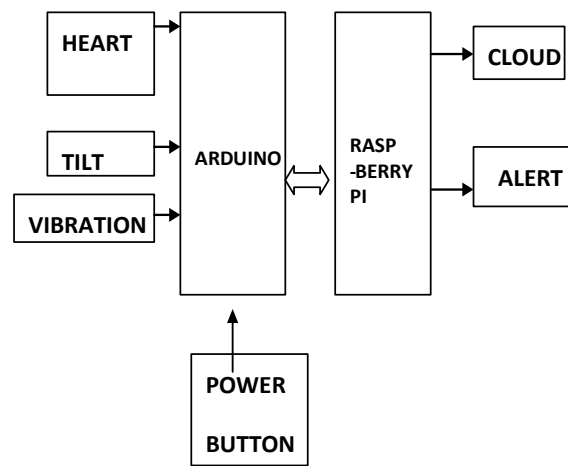 HEART
TILT
VIBRATION
ARDUINO
RASP
-BERRY
PI
CLOUD
ALERT
POWER
BUTTON